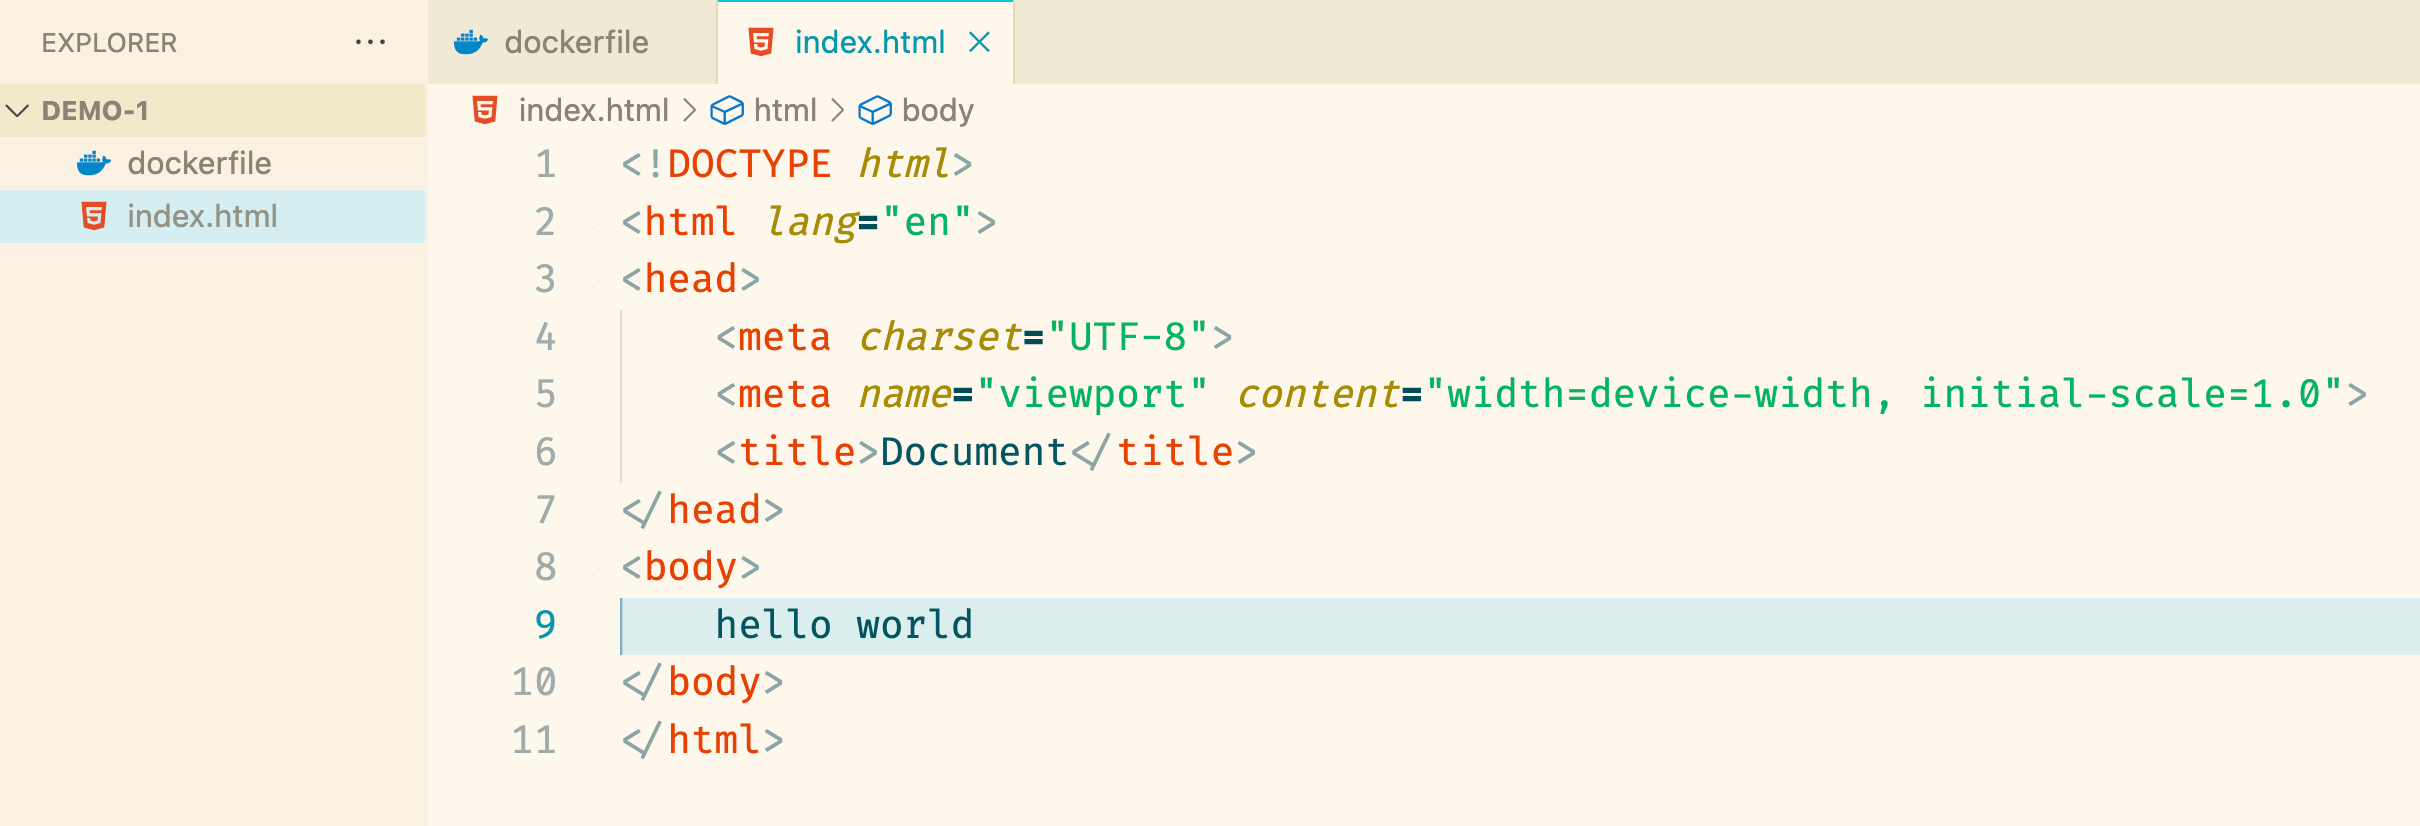 EXPLORER ...
DEMO-1
dockerfile
index.html
dockerfile index.html
index.html > html > body
1 <!DOCTYPE html>
2 <html lang="en">
3 <head>
4     <meta charset="UTF-8">
5     <meta name="viewport" content="width=device-width, initial-scale=1.0">
6     <title>Document</title>
7 </head>
8 <body>
9     hello world
10 </body>
11 </html>